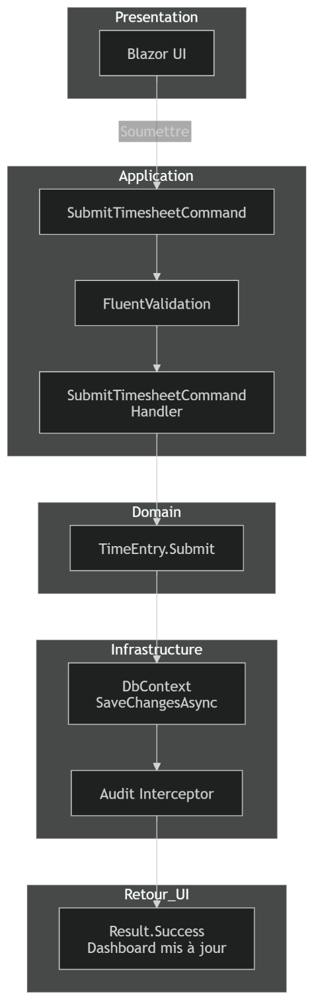 Presentation
Blazor UI
Soumettre
Application
SubmitTimesheetCommand
FluentValidation
SubmitTimesheetCommand
Handler
Domain
TimeEntry.Submit
Infrastructure
DbContext
SaveChangesAsync
Audit Interceptor
Retour_UI
Result.Success
Dashboard mis à jour